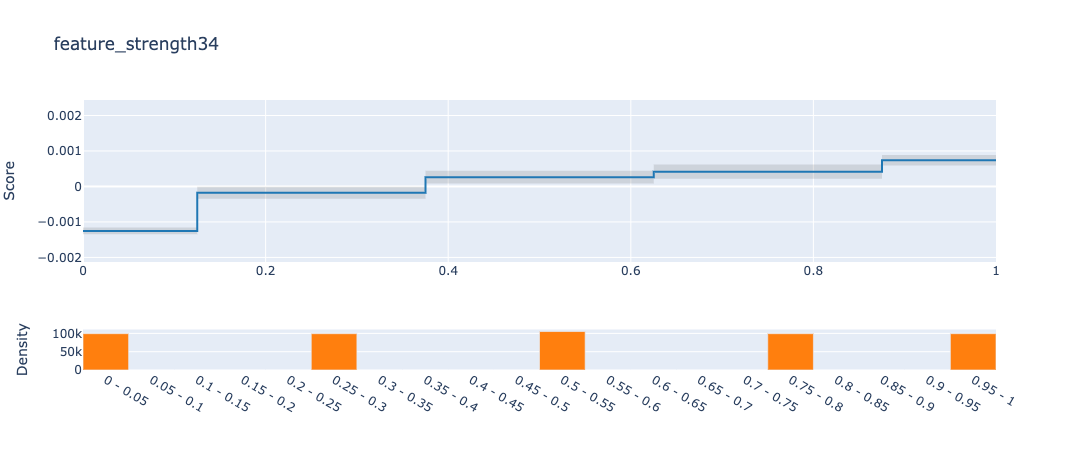 feature_strength34
Score
0.002
0.001
0
−0.001
−0.002
0
0.2
0.4
0.6
0.8
1
Density
100k
50k
0
0 - 0.05
0.05 - 0.1
0.1 - 0.15
0.15 - 0.2
0.2 - 0.25
0.25 - 0.3
0.3 - 0.35
0.35 - 0.4
0.4 - 0.45
0.45 - 0.5
0.5 - 0.55
0.55 - 0.6
0.6 - 0.65
0.65 - 0.7
0.7 - 0.75
0.75 - 0.8
0.8 - 0.85
0.85 - 0.9
0.9 - 0.95
0.95 - 1